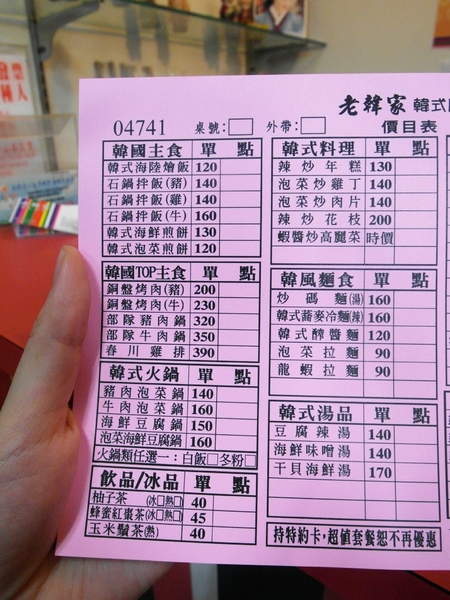 老韓家 韓式
04741 桌號:□ 外帶:□ 價目表
韓國主食 單 點
韓式海陸燴飯 120
石鍋拌飯(豬) 140
石鍋拌飯(雞) 140
石鍋拌飯(牛) 160
韓式海鮮煎餅 130
韓式泡菜煎餅 120
韓國TOP主食 單 點
銅盤烤肉(豬) 200
銅盤烤肉(牛) 230
部隊豬肉鍋 320
部隊牛肉鍋 350
春川雞排 390
韓式火鍋 單 點
豬肉泡菜鍋 140
牛肉泡菜鍋 160
海鮮豆腐鍋 150
泡菜海鮮豆腐鍋 160
火鍋類任選一:白飯□冬粉□
飲品/冰品 單 點
柚子茶 (冰□熱□) 40
蜂蜜紅棗茶(冰□熱□) 45
玉米鬚茶(熱) 40
韓式料理 單 點
辣炒年糕 130
泡菜炒雞丁 140
泡菜炒肉片 140
辣炒花枝 200
蝦醬炒高麗菜 時價
韓風麵食 單 點
炒碼麵(湯) 160
韓式蕎麥冷麵(辣) 160
韓式醡醬麵 120
泡菜拉麵 90
龍蝦拉麵 90
韓式湯品 單 點
豆腐辣湯 140
海鮮味噌湯 140
干貝海鮮湯 170
持特約卡,超值套餐恕不再優惠